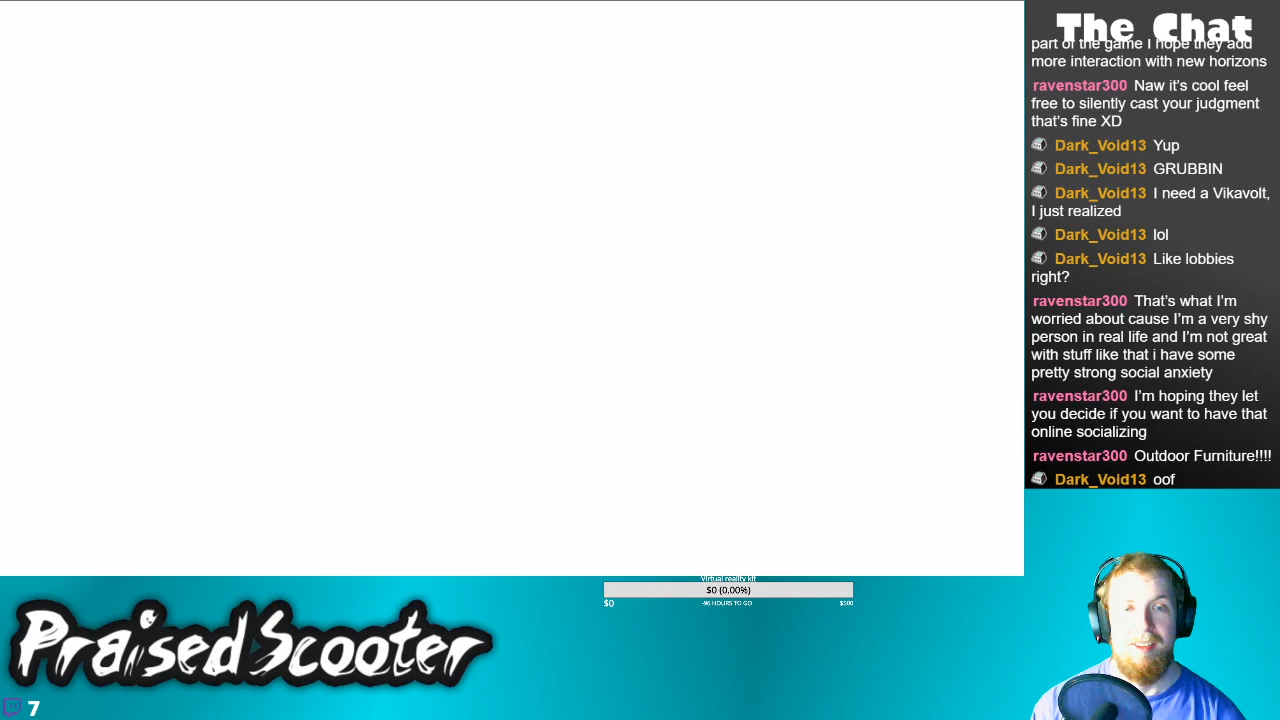 The Chat
part of the game I hope they add
more interaction with new horizons
ravenstar300 Naw it's cool feel
free to silently cast your judgment
that's fine XD
Dark_Void13 Yup
Dark_Void13 GRUBBIN
Dark_Void13 I need a Vikavolt,
I just realized
Dark_Void13 lol
Dark_Void13 Like lobbies
right?
ravenstar300 That's what I'm
worried about cause I'm a very shy
person in real life and I'm not great
with stuff like that i have some
pretty strong social anxiety
ravenstar300 I'm hoping they let
you decide if you want to have that
online socializing
ravenstar300 Outdoor Furniture!!!!
Dark_Void13 oof
Virtual reality kit
$0 (0.00%)
$0 -96 HOURS TO GO $500
PraisedScooter
7